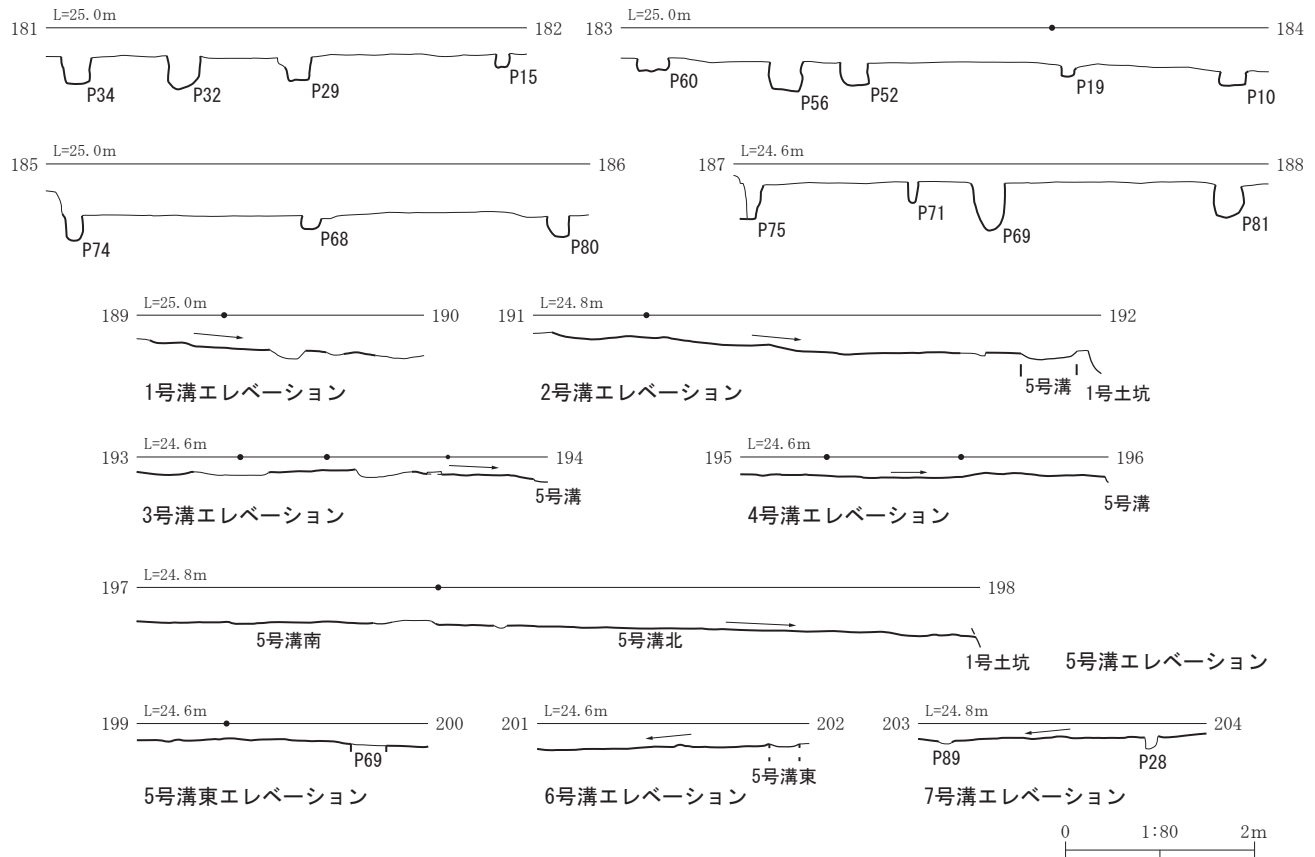 181 L=25.0m 182
P34 P32 P29 P15
183 L=25.0m 184
P60 P56 P52 P19 P10
185 L=25.0m 186
P74 P68 P80
187 L=24.6m 188
P75 P71 P69 P81
189 L=25.0m 190
1号溝エレベーション
191 L=24.8m 192
5号溝 1号土坑
2号溝エレベーション
193 L=24.6m 194
5号溝
3号溝エレベーション
195 L=24.6m 196
5号溝
4号溝エレベーション
197 L=24.8m 198
5号溝南 5号溝北 1号土坑
5号溝エレベーション
199 L=24.6m 200
P69
5号溝東エレベーション
201 L=24.6m 202
5号溝東
6号溝エレベーション
203 L=24.8m 204
P89 P28
7号溝エレベーション
0 1:80 2m